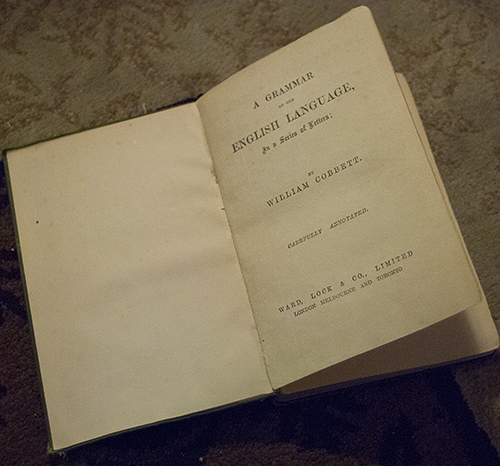 A GRAMMAR
OF THE
ENGLISH LANGUAGE,
In a Series of Letters;
BY
WILLIAM COBBETT.
CAREFULLY ANNOTATED.
WARD, LOCK & CO., LIMITED
LONDON MELBOURNE AND TORONTO